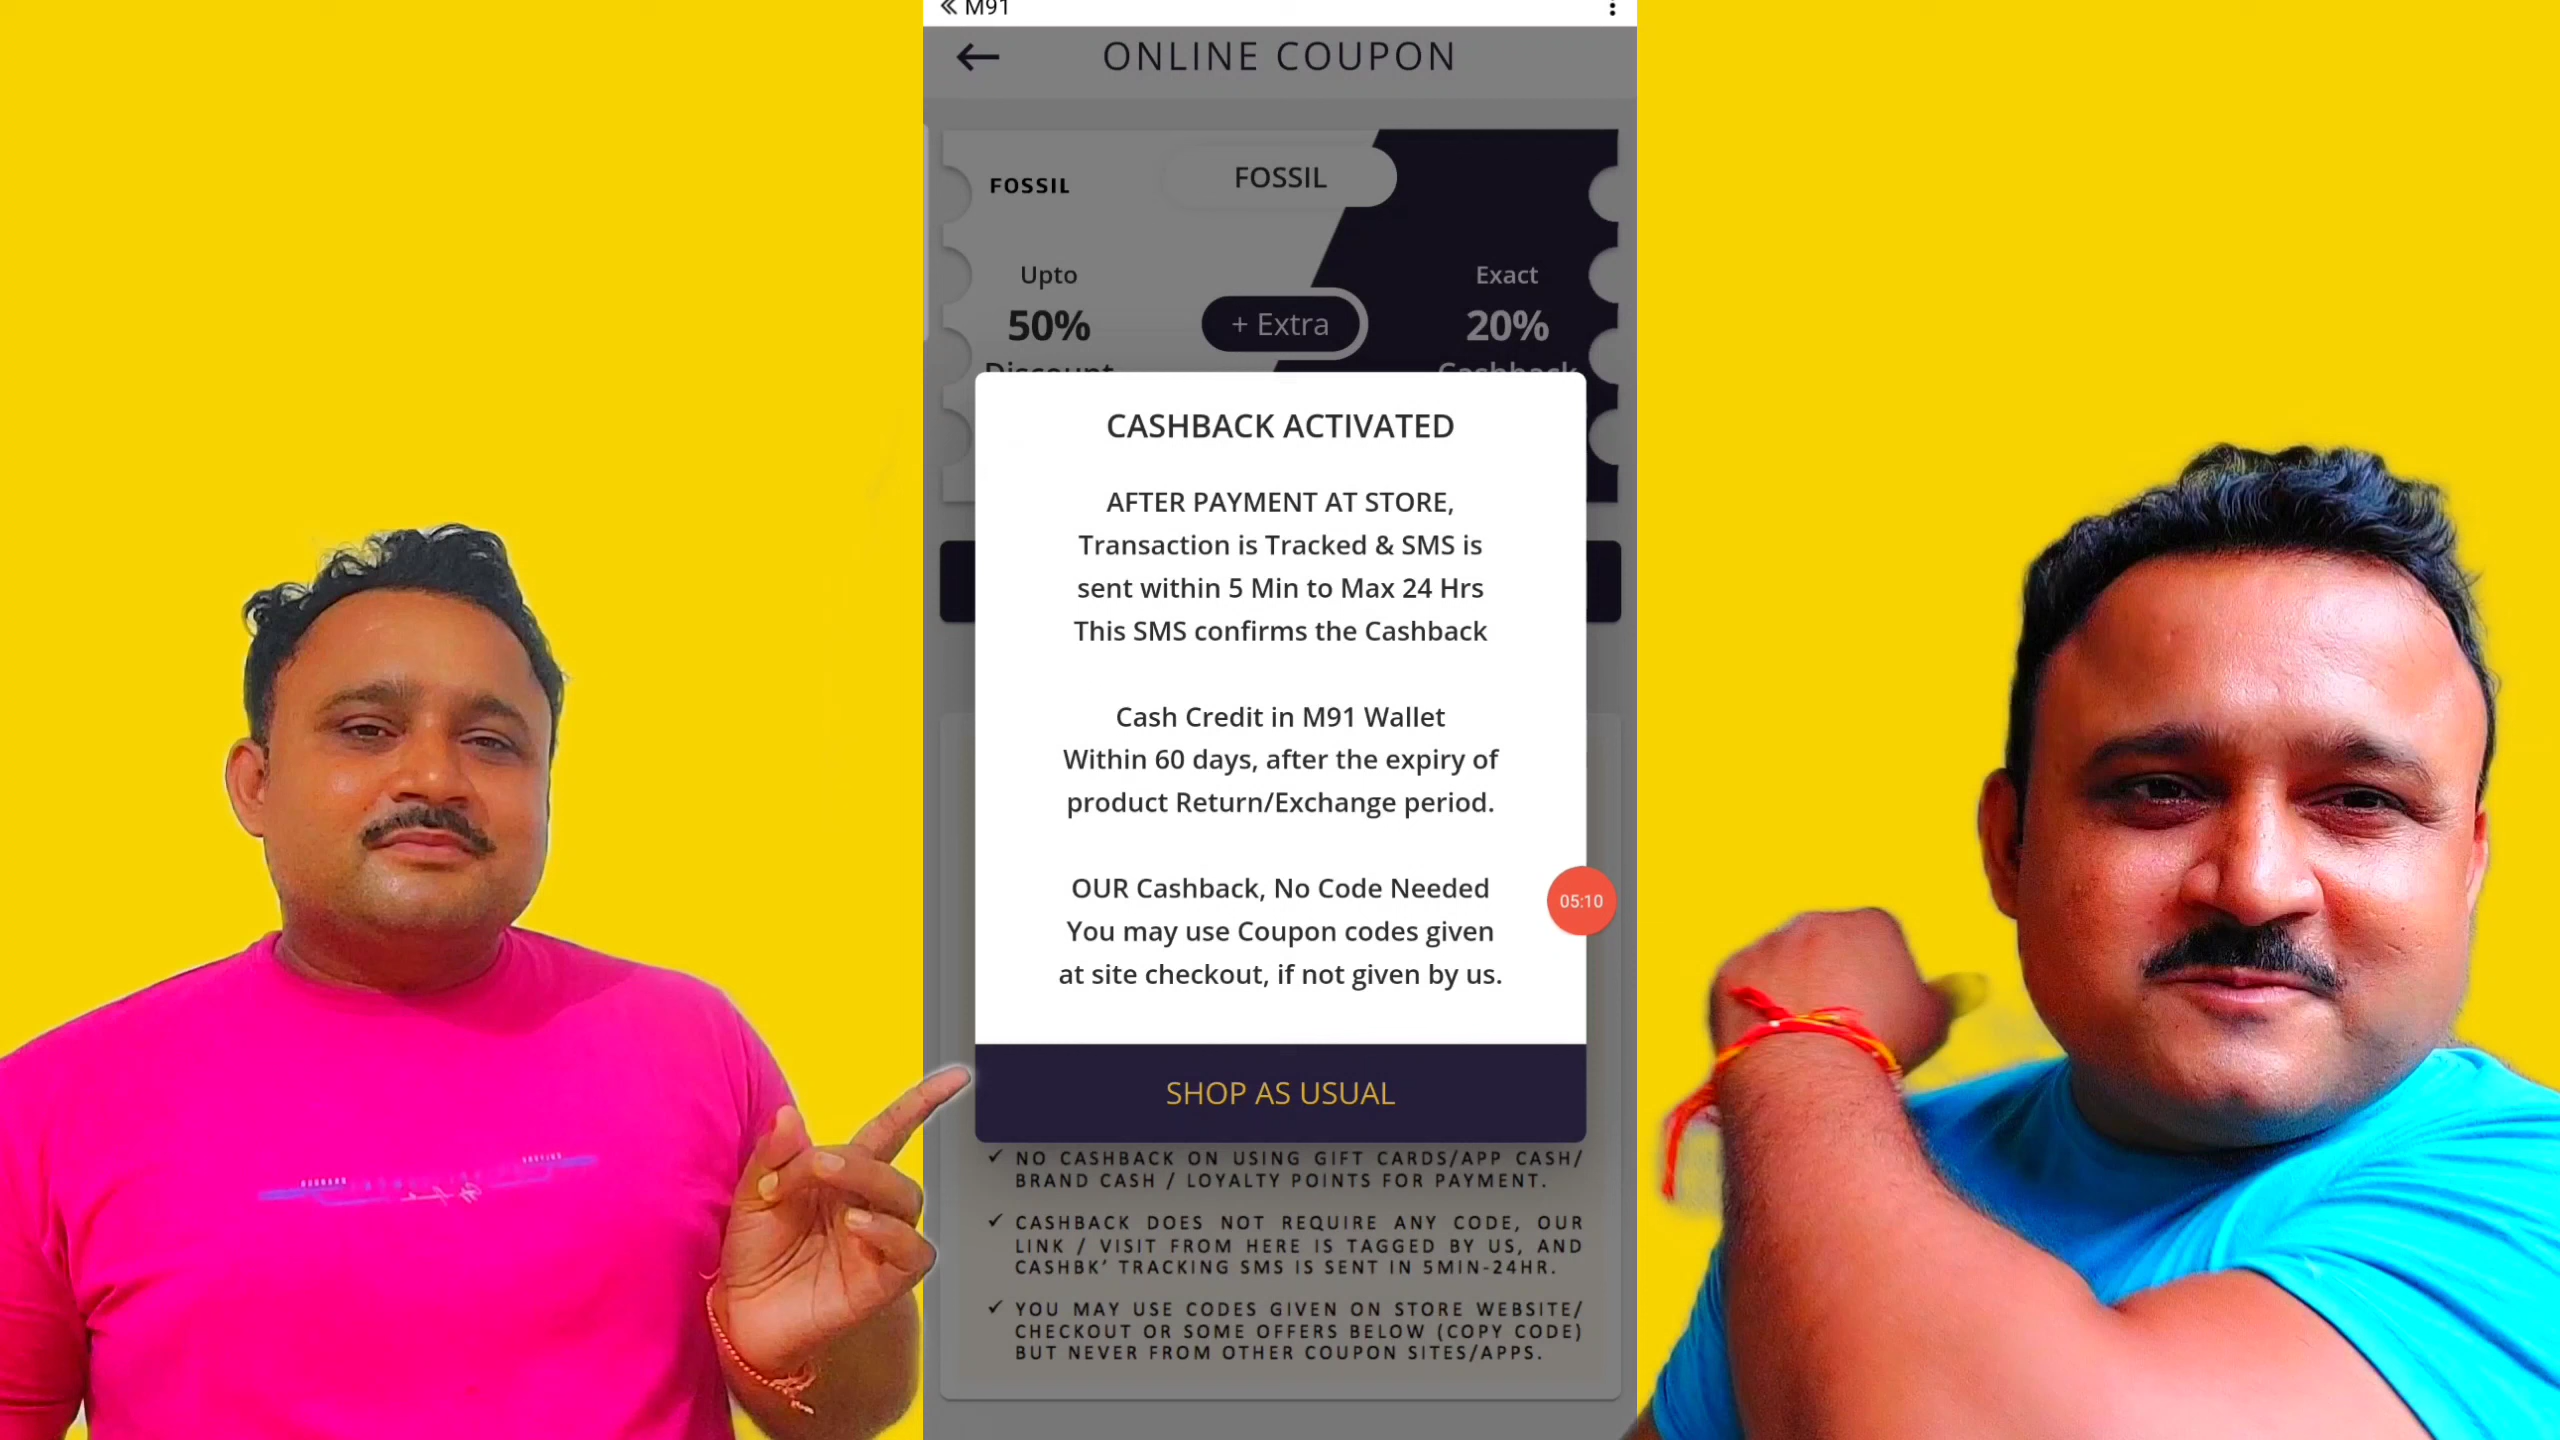 « M91
ONLINE COUPON
FOSSIL
FOSSIL
Upto
50%
Discount
+ Extra
Exact
20%
Cashback
CASHBACK ACTIVATED
AFTER PAYMENT AT STORE,
Transaction is Tracked & SMS is
sent within 5 Min to Max 24 Hrs
This SMS confirms the Cashback
Cash Credit in M91 Wallet
Within 60 days, after the expiry of
product Return/Exchange period.
OUR Cashback, No Code Needed
You may use Coupon codes given
at site checkout, if not given by us.
05:10
SHOP AS USUAL
✓ NO CASHBACK ON USING GIFT CARDS/APP CASH/
BRAND CASH / LOYALTY POINTS FOR PAYMENT.
✓ CASHBACK DOES NOT REQUIRE ANY CODE, OUR
LINK / VISIT FROM HERE IS TAGGED BY US, AND
CASHBK’ TRACKING SMS IS SENT IN 5MIN-24HR.
✓ YOU MAY USE CODES GIVEN ON STORE WEBSITE/
CHECKOUT OR SOME OFFERS BELOW (COPY CODE)
BUT NEVER FROM OTHER COUPON SITES/APPS.